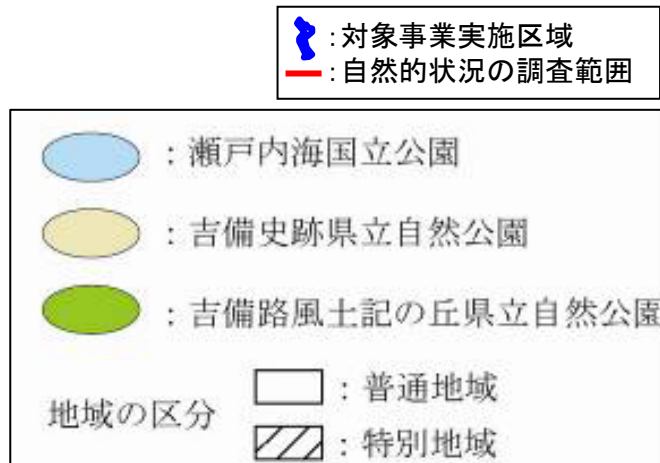 ：対象事業実施区域
：自然的状況の調査範囲
：瀬戸内海国立公園
：吉備史跡県立自然公園
：吉備路風土記の丘県立自然公園
地域の区分
：普通地域
：特別地域